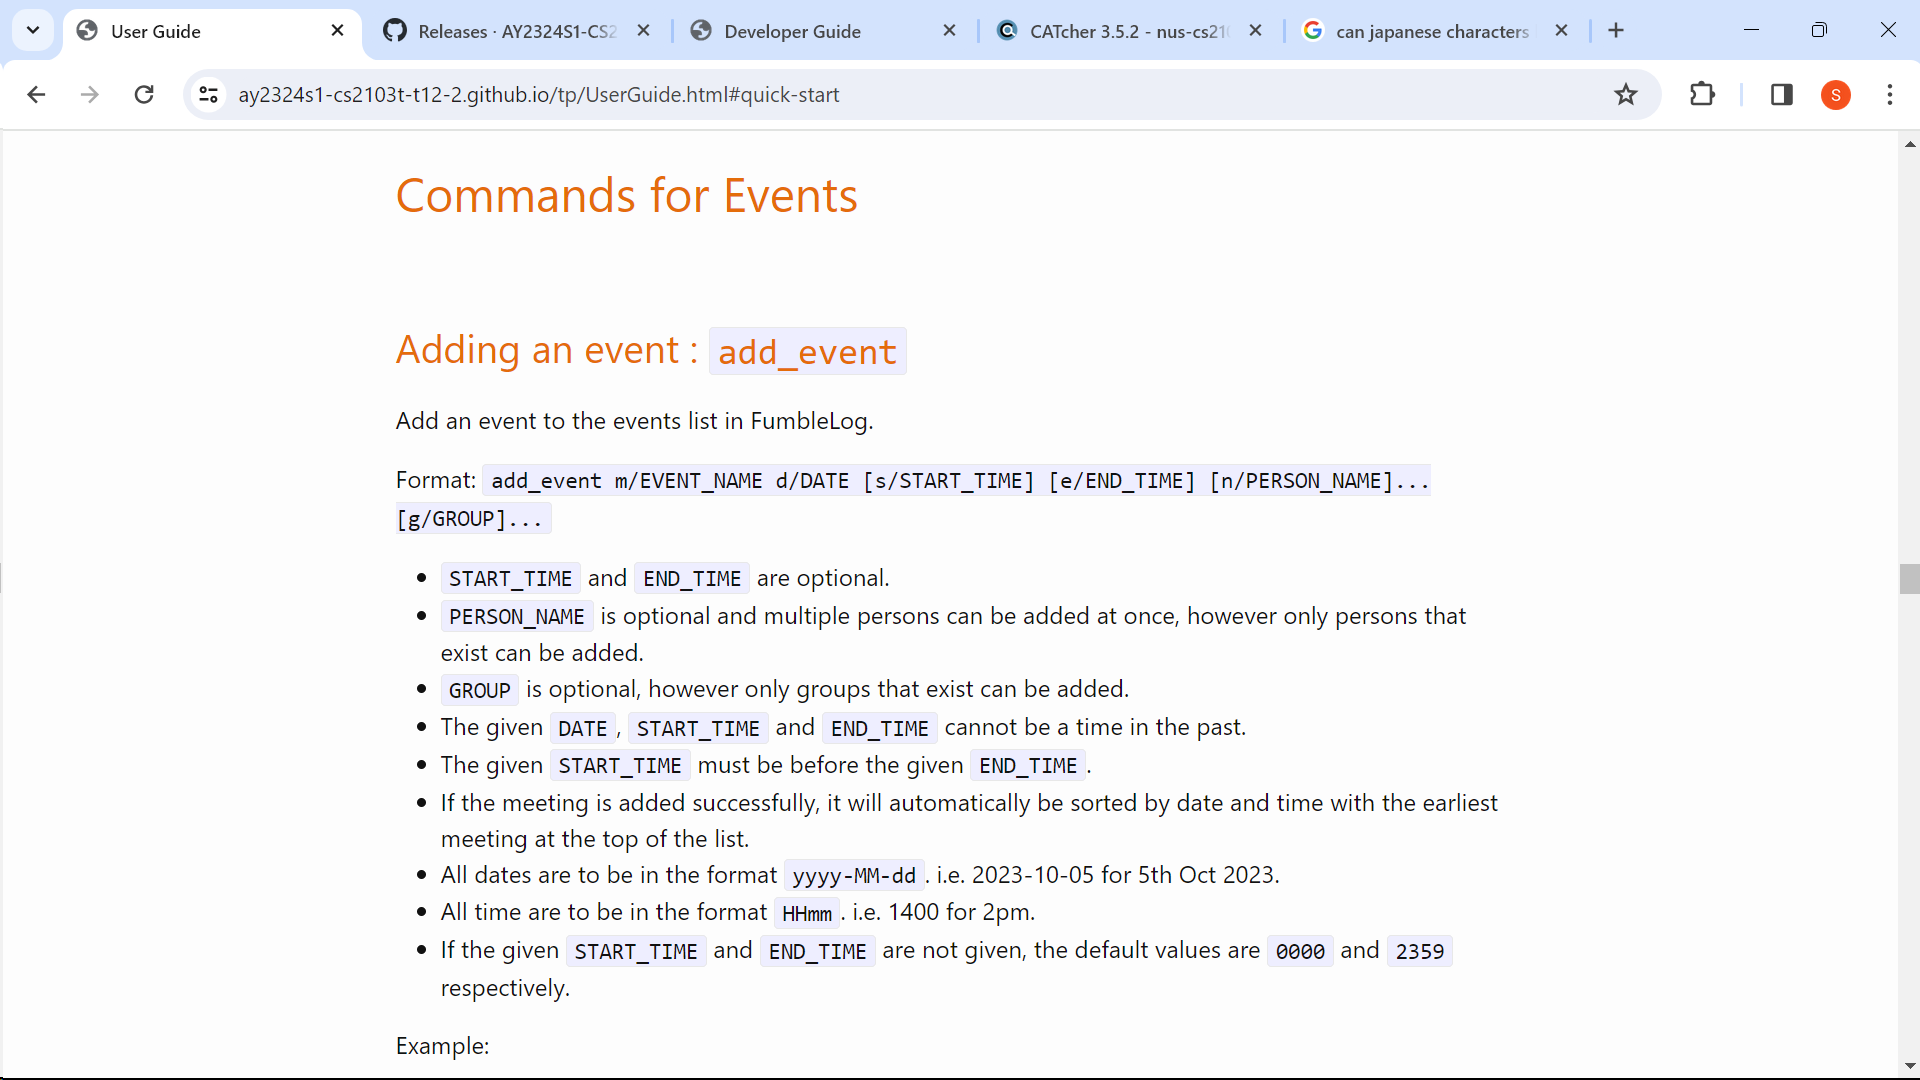 User Guide
Releases · AY2324S1-CS2
Developer Guide
CATcher 3.5.2 - nus-cs210
can japanese characters
ay2324s1-cs2103t-t12-2.github.io/tp/UserGuide.html#quick-start
S
Commands for Events
Adding an event : add_event
Add an event to the events list in FumbleLog.
Format: add_event m/EVENT_NAME d/DATE [s/START_TIME] [e/END_TIME] [n/PERSON_NAME]...
[g/GROUP]...
START_TIME and END_TIME are optional.
PERSON_NAME is optional and multiple persons can be added at once, however only persons that
exist can be added.
GROUP is optional, however only groups that exist can be added.
The given DATE, START_TIME and END_TIME cannot be a time in the past.
The given START_TIME must be before the given END_TIME.
If the meeting is added successfully, it will automatically be sorted by date and time with the earliest
meeting at the top of the list.
All dates are to be in the format yyyy-MM-dd. i.e. 2023-10-05 for 5th Oct 2023.
All time are to be in the format HHmm. i.e. 1400 for 2pm.
If the given START_TIME and END_TIME are not given, the default values are 0000 and 2359
respectively.
Example: